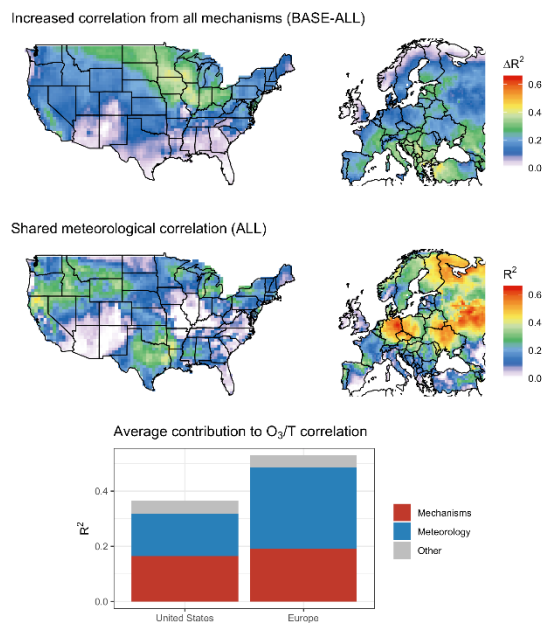 Increased correlation from all mechanisms (BASE-ALL)
ΔR²
0.6
0.4
0.2
0.0
Shared meteorological correlation (ALL)
R²
0.6
0.4
0.2
0.0
Average contribution to O₃/T correlation
R²
0.4
0.2
0.0
United States
Europe
Mechanisms
Meteorology
Other